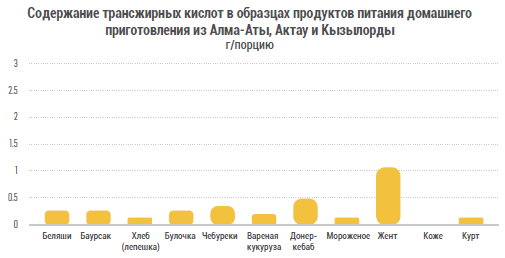 Содержание трансжирных кислот в образцах продуктов питания домашнего
приготовления из Алма-Аты, Актау и Кызылорды
г/порцию
3
2.5
2
1.5
1
0.5
0
Беляши Баурсак Хлеб Булочка Чебуреки Вареная Донер- Мороженое Жент Коже Курт
(лепешка) кукуруза кебаб